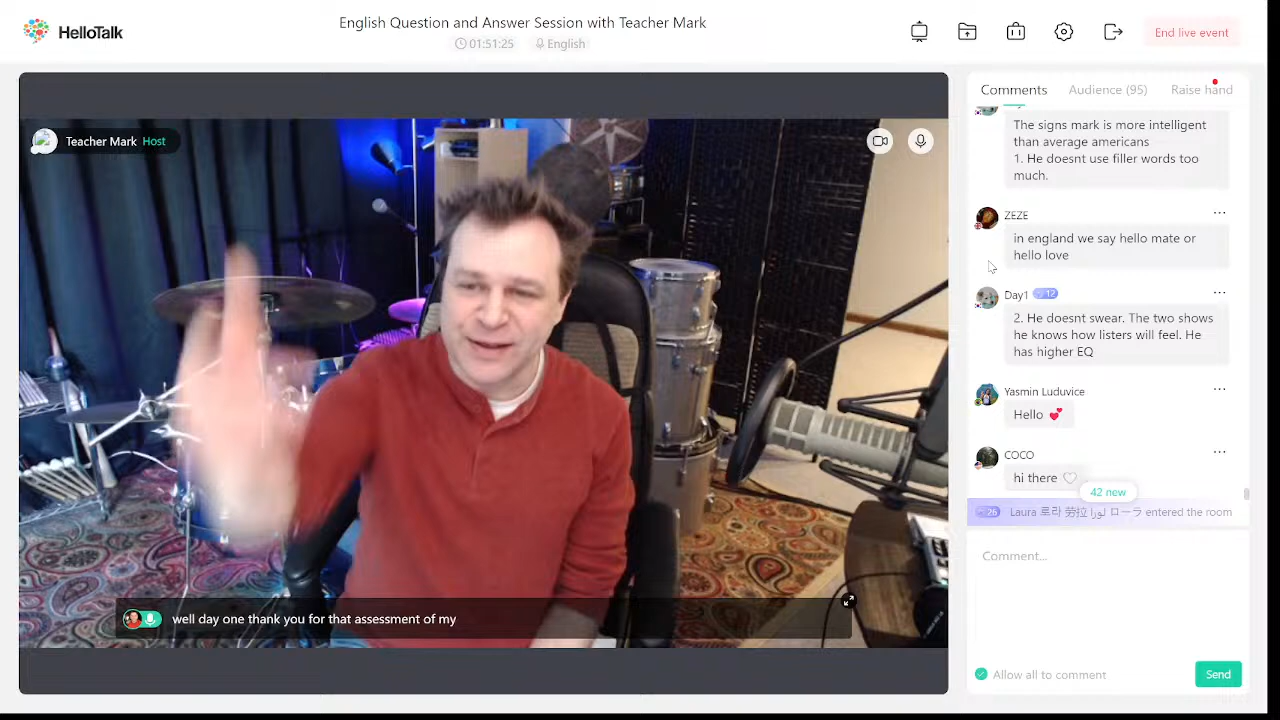 HelloTalk
English Question and Answer Session with Teacher Mark
01:51:25
English
End live event
Teacher Mark Host
well day one thank you for that assessment of my
Comments
Audience (95)
Raise hand
The signs mark is more intelligent
than average americans
1. He doesnt use filler words too
much.
ZEZE
in england we say hello mate or
hello love
Day1 12
2. He doesnt swear. The two shows
he knows how listeners will feel. He
has higher EQ
Yasmin Luduvice
Hello 💕
COCO
hi there ♡
42 new
26 Laura 로라 劳拉 لورا ローラ entered the room
Comment...
Allow all to comment
Send